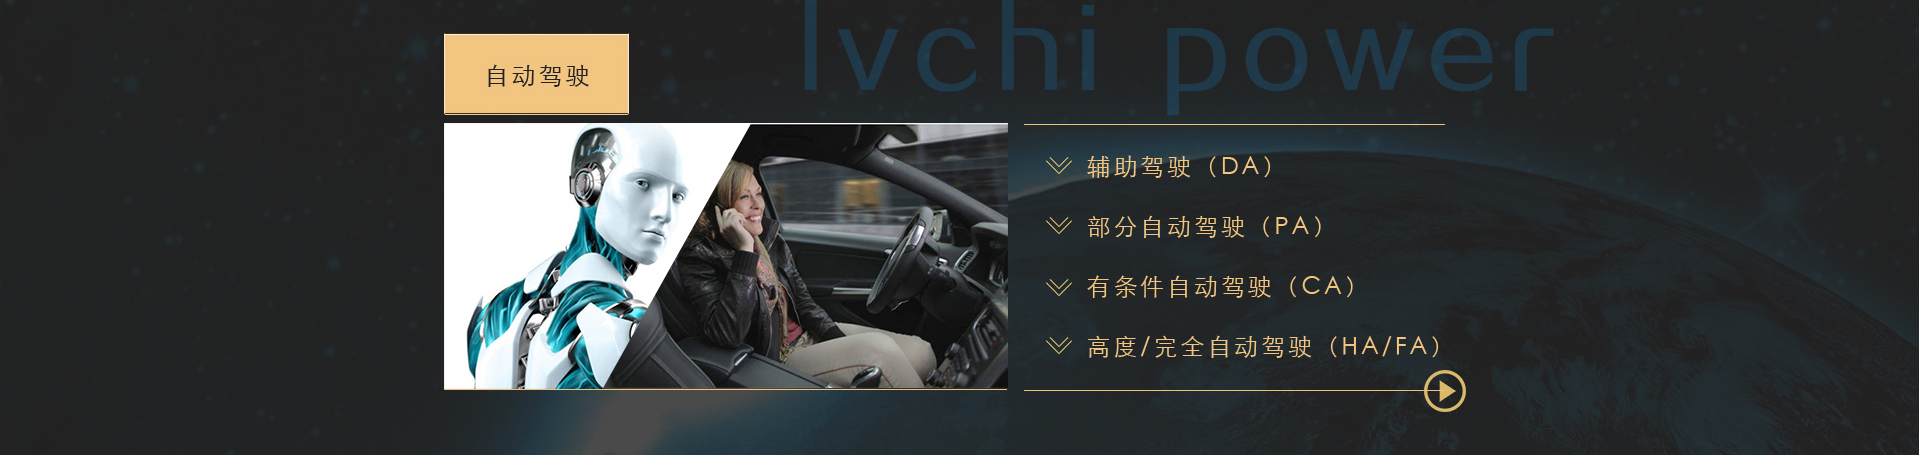 lvchi power
自动驾驶
辅助驾驶（DA）
部分自动驾驶（PA）
有条件自动驾驶（CA）
高度/完全自动驾驶（HA/FA）